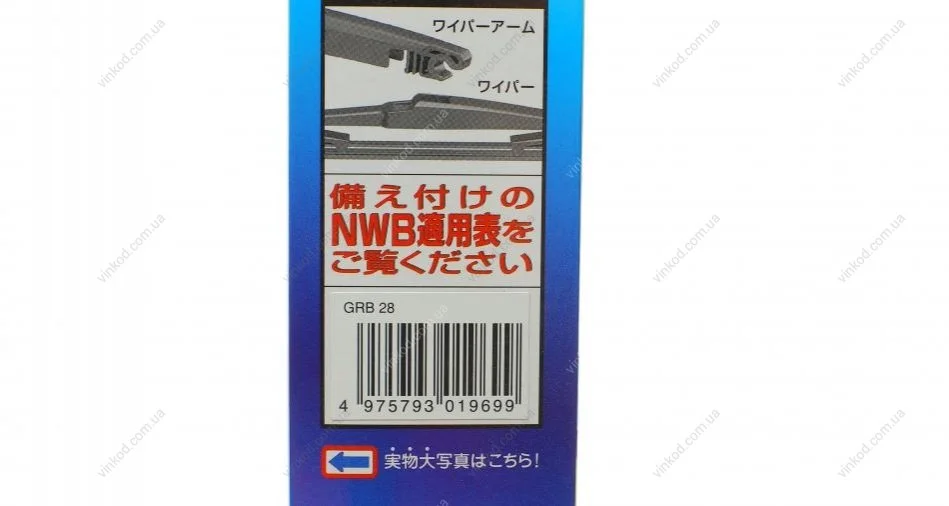 ワイパーアーム
ワイパー
備え付けの
NWB適用表を
ご覧ください
GRB 28
4 975793 019699
実物大写真はこちら!
vinkod.com.ua